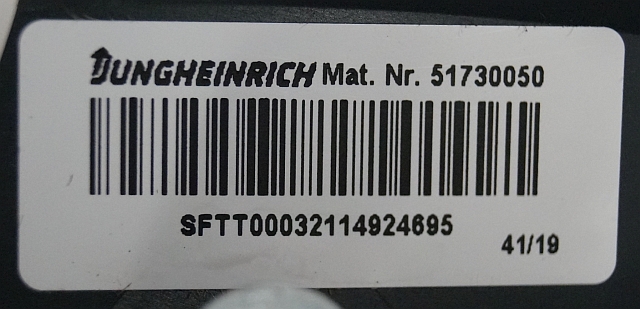 JUNGHEINRICH Mat. Nr. 51730050
SFTT00032114924695
41/19